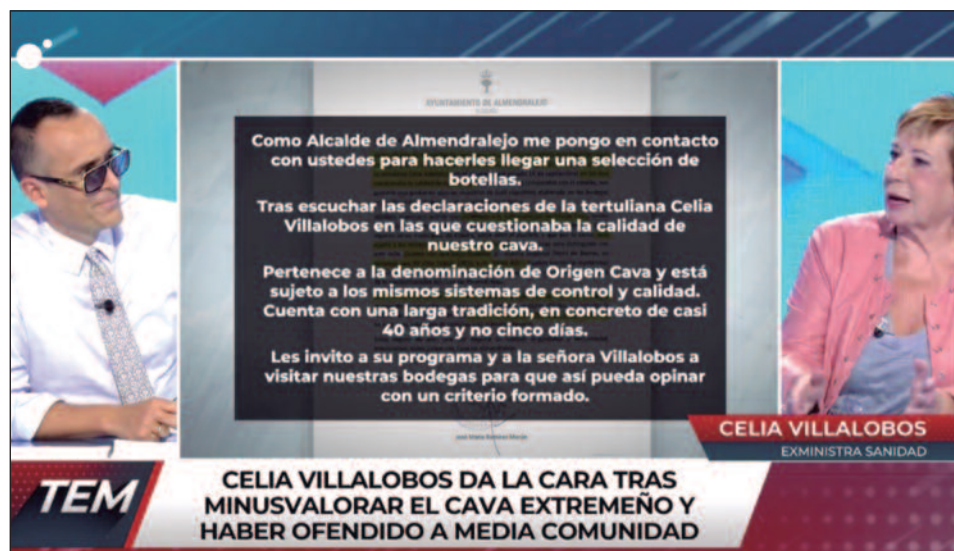 AYUNTAMIENTO DE ALMENDRALEJO
Como Alcalde de Almendralejo me pongo en contacto
con ustedes para hacerles llegar una selección de
botellas.
Tras escuchar las declaraciones de la tertuliana Celia
Villalobos en las que cuestionaba la calidad de
nuestro cava.
Pertenece a la denominación de Origen Cava y está
sujeto a los mismos sistemas de control y calidad.
Cuenta con una larga tradición, en concreto de casi
40 años y no cinco días.
Les invito a su programa y a la señora Villalobos a
visitar nuestras bodegas para que así pueda opinar
con un criterio formado.
CELIA VILLALOBOS
EXMINISTRA SANIDAD
TEM
CELIA VILLALOBOS DA LA CARA TRAS
MINUSVALORAR EL CAVA EXTREMEÑO Y
HABER OFENDIDO A MEDIA COMUNIDAD